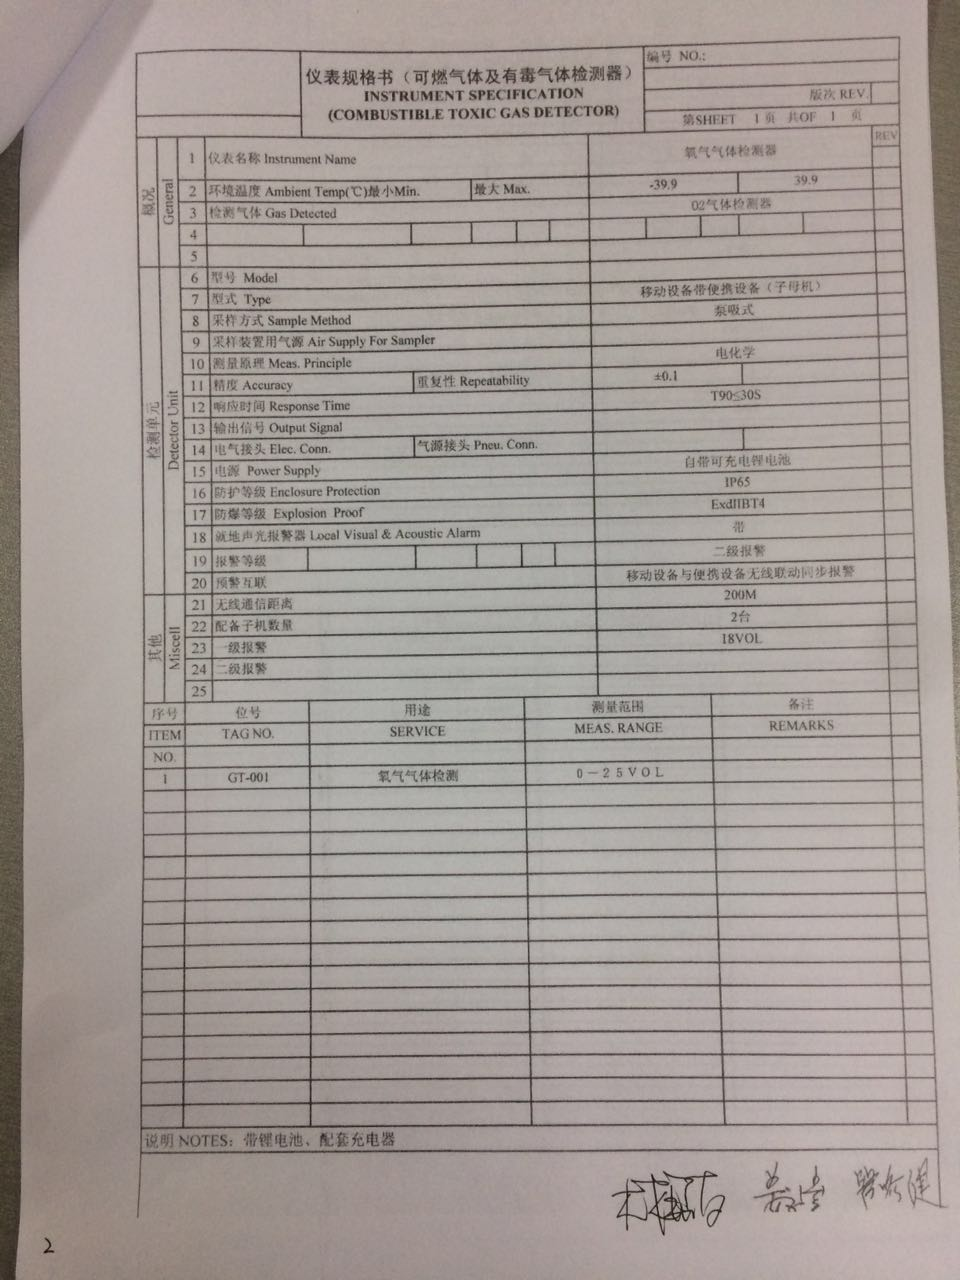 仪表规格书（可燃气体及有毒气体检测器）
INSTRUMENT SPECIFICATION
(COMBUSTIBLE TOXIC GAS DETECTOR)
编号 NO.:
版次 REV.
第SHEET 1 页 共OF 1 页
REV
概况 General
1 仪表名称 Instrument Name 氧气气体检测器
2 环境温度 Ambient Temp(℃)最小Min. 最大 Max. -39.9 39.9
3 检测气体 Gas Detected 02气体检测器
4
5
检测单元 Detector Unit
6 型号 Model
7 型式 Type 移动设备带便携设备（子母机）
8 采样方式 Sample Method 泵吸式
9 采样装置用气源 Air Supply For Sampler
10 测量原理 Meas. Principle 电化学
11 精度 Accuracy 重复性 Repeatability ±0.1
12 响应时间 Response Time T90≤30S
13 输出信号 Output Signal
14 电气接头 Elec. Conn. 气源接头 Pneu. Conn.
15 电源 Power Supply 自带可充电锂电池
16 防护等级 Enclosure Protection IP65
17 防爆等级 Explosion Proof ExdIIBT4
18 就地声光报警器 Local Visual & Acoustic Alarm 带
19 报警等级 二级报警
20 预警互联 移动设备与便携设备无线联动同步报警
其他 Miscell
21 无线通信距离 200M
22 配备子机数量 2台
23 一级报警 18VOL
24 二级报警
25
序号 位号 用途 测量范围 备注
ITEM TAG NO. SERVICE MEAS. RANGE REMARKS
NO.
1 GT-001 氧气气体检测 0－25VOL
说明 NOTES：带锂电池、配套充电器
2